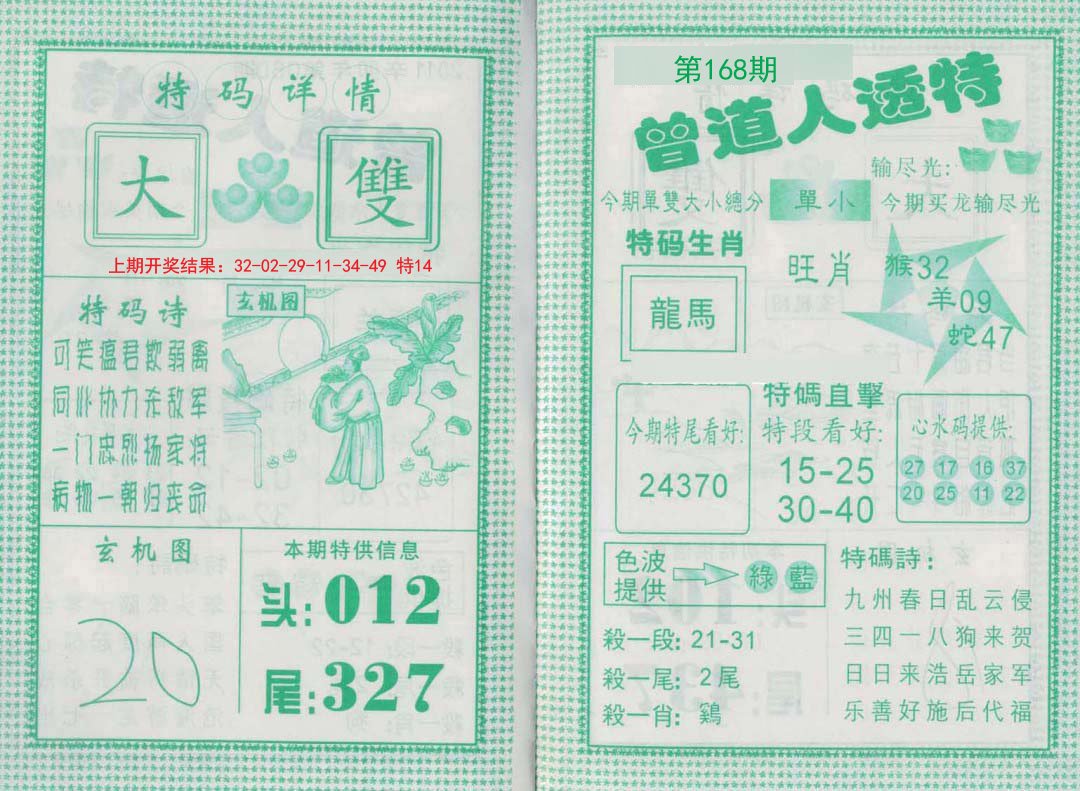 特码详情
大
雙
上期开奖结果：32-02-29-11-34-49 特14
特码诗
可笑瘟君欺弱离
同州协力杀敌军
一门忠烈扬家将
病物一朝归丧命
玄机图
玄机图
20
本期特供信息
头:012
尾:327
第168期
曾道人透特
输尽光:
今期單雙大小總分
單小
今期买龙输尽光
特码生肖
龍馬
旺肖
猴32
羊09
蛇47
今期特尾看好:
24370
特碼直擊
特段看好:
15-25
30-40
心水码提供:
27 17 16 37
20 25 11 22
色波
提供
綠 藍
殺一段: 21-31
殺一尾: 2尾
殺一肖: 鷄
特碼詩:
九州春日乱云侵
三四一八狗来贺
日日来浩岳家军
乐善好施后代福